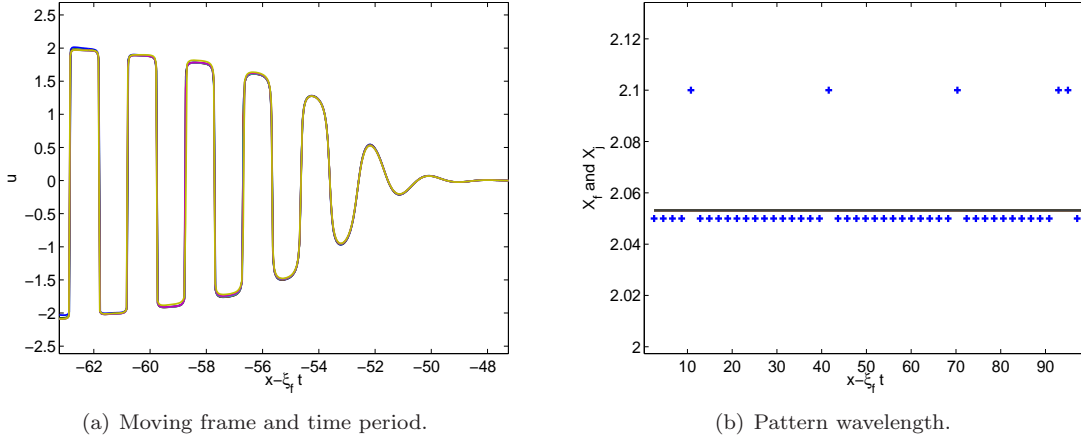 2.5
2
1.5
1
0.5
0
−0.5
−1
−1.5
−2
−2.5
u
−62 −60 −58 −56 −54 −52 −50 −48
x−ξ_f t
(a) Moving frame and time period.
2.12
2.1
2.08
2.06
2.04
2.02
2
X_f and X_j
10 20 30 40 50 60 70 80 90
x−ξ_f t
(b) Pattern wavelength.